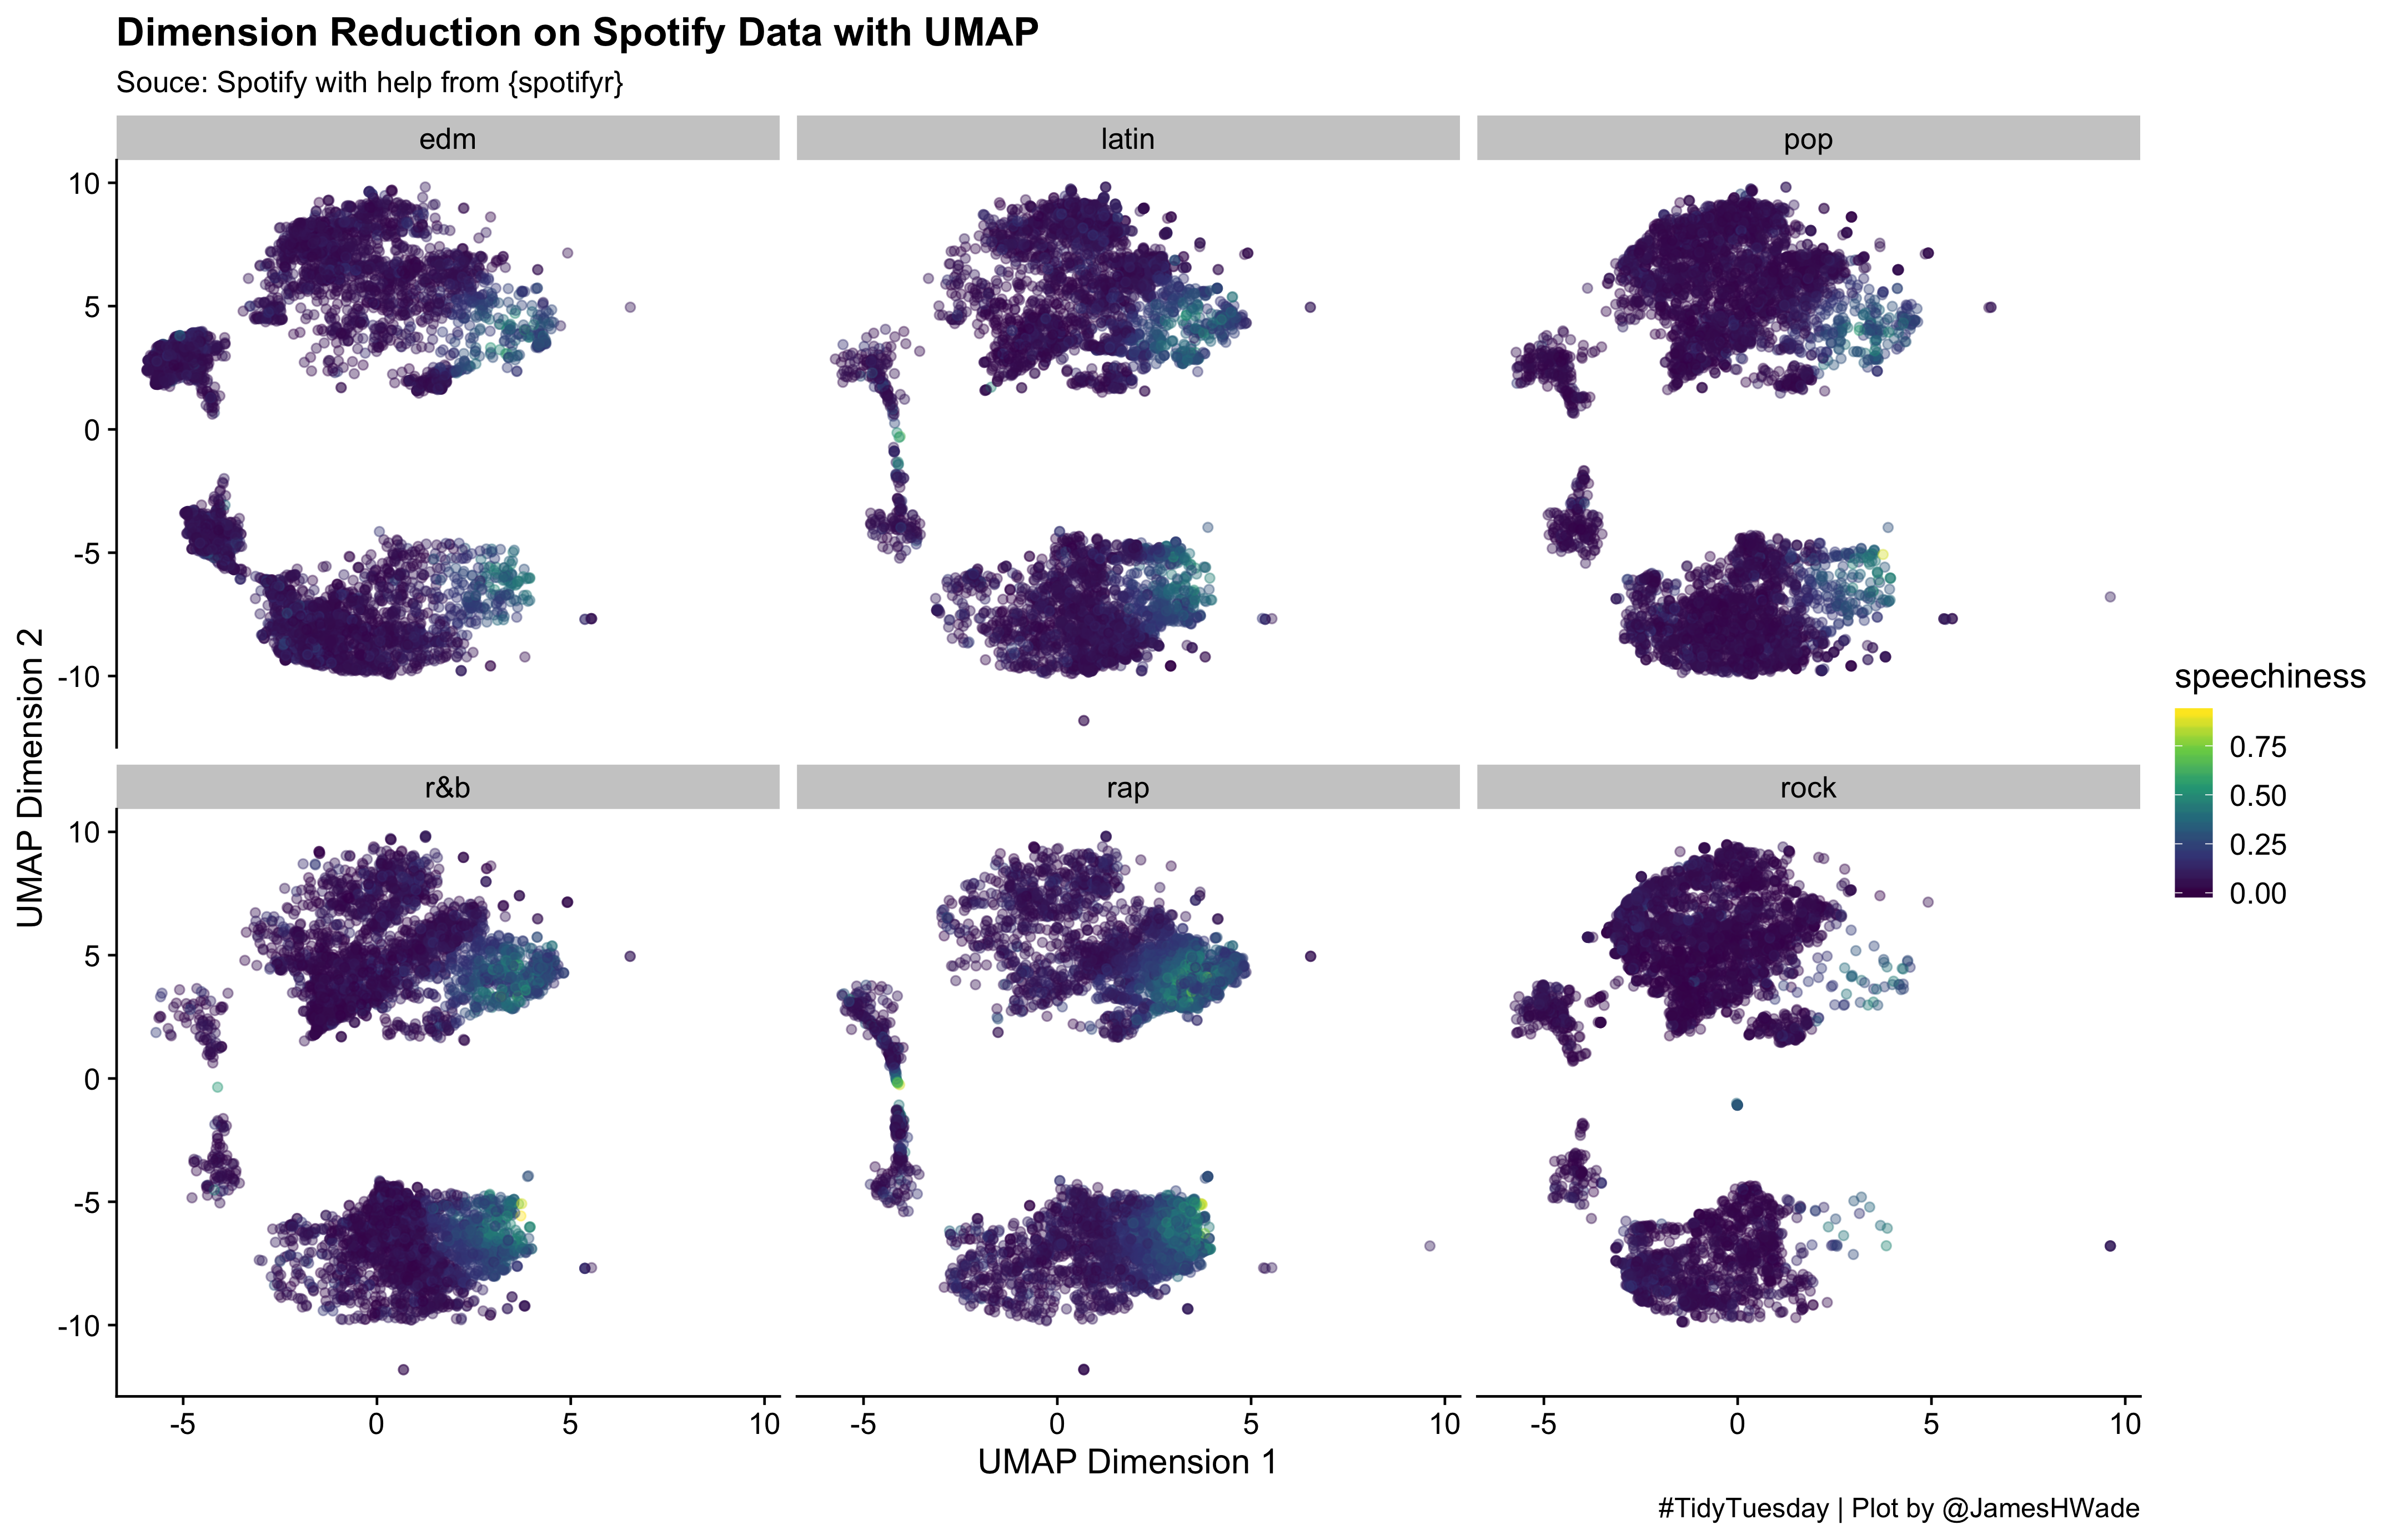 Dimension Reduction on Spotify Data with UMAP
Souce: Spotify with help from {spotifyr}
edm
latin
pop
10
5
0
-5
-10
r&b
rap
rock
10
5
0
-5
-10
-5 0 5 10
-5 0 5 10
-5 0 5 10
UMAP Dimension 2
UMAP Dimension 1
speechiness
0.75
0.50
0.25
0.00
#TidyTuesday | Plot by @JamesHWade